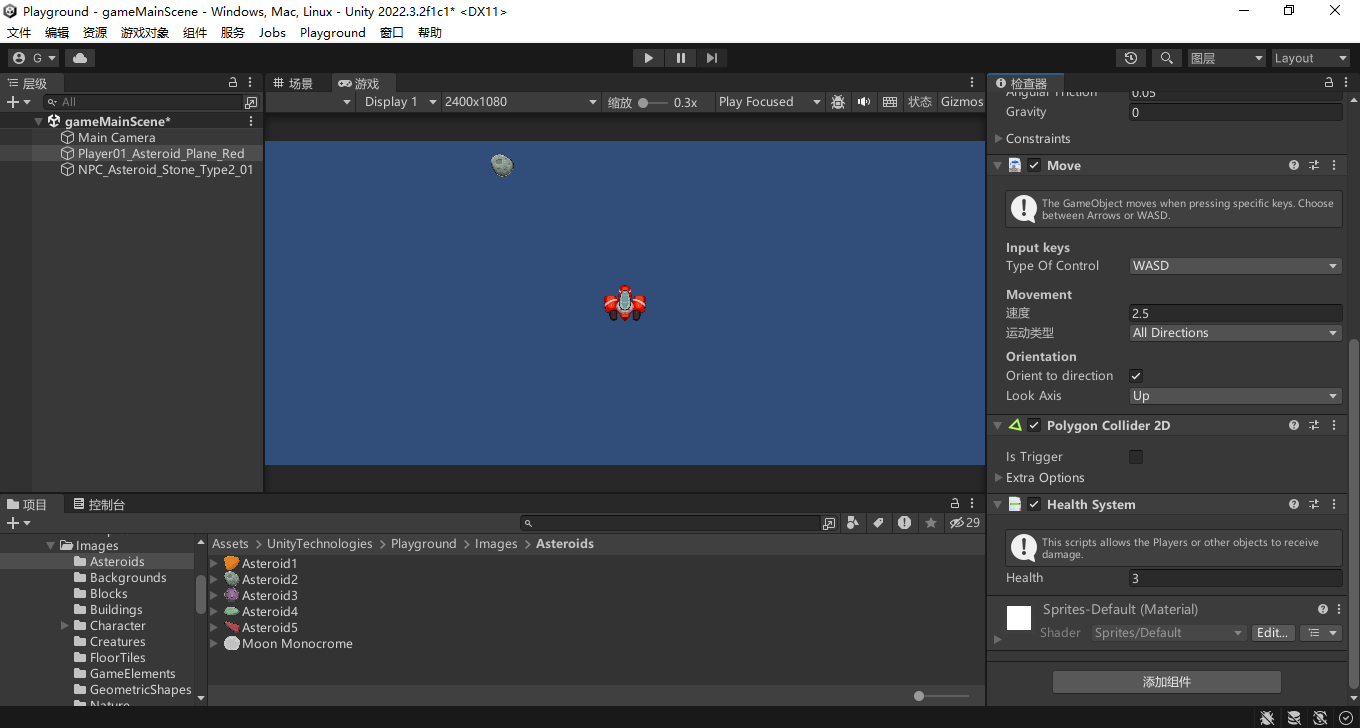 Playground - gameMainScene - Windows, Mac, Linux - Unity 2022.3.2f1c1* <DX11>
文件 编辑 资源 游戏对象 组件 服务 Jobs Playground 窗口 帮助
G
图层
Layout
层级
All
gameMainScene*
Main Camera
Player01_Asteroid_Plane_Red
NPC_Asteroid_Stone_Type2_01
场景 游戏
Display 1 2400x1080 缩放 0.3x Play Focused 状态 Gizmos
检查器
Angular Friction 0.05
Gravity 0
Constraints
Move
The GameObject moves when pressing specific keys. Choose
between Arrows or WASD.
Input keys
Type Of Control WASD
Movement
速度 2.5
运动类型 All Directions
Orientation
Orient to direction
Look Axis Up
Polygon Collider 2D
Is Trigger
Extra Options
Health System
This scripts allows the Players or other objects to receive
damage.
Health 3
Sprites-Default (Material)
Shader Sprites/Default Edit...
添加组件
项目 控制台
29
Images
Asteroids
Backgrounds
Blocks
Buildings
Character
Creatures
FloorTiles
GameElements
GeometricShapes
Nature
Assets > UnityTechnologies > Playground > Images > Asteroids
Asteroid1
Asteroid2
Asteroid3
Asteroid4
Asteroid5
Moon Monocrome